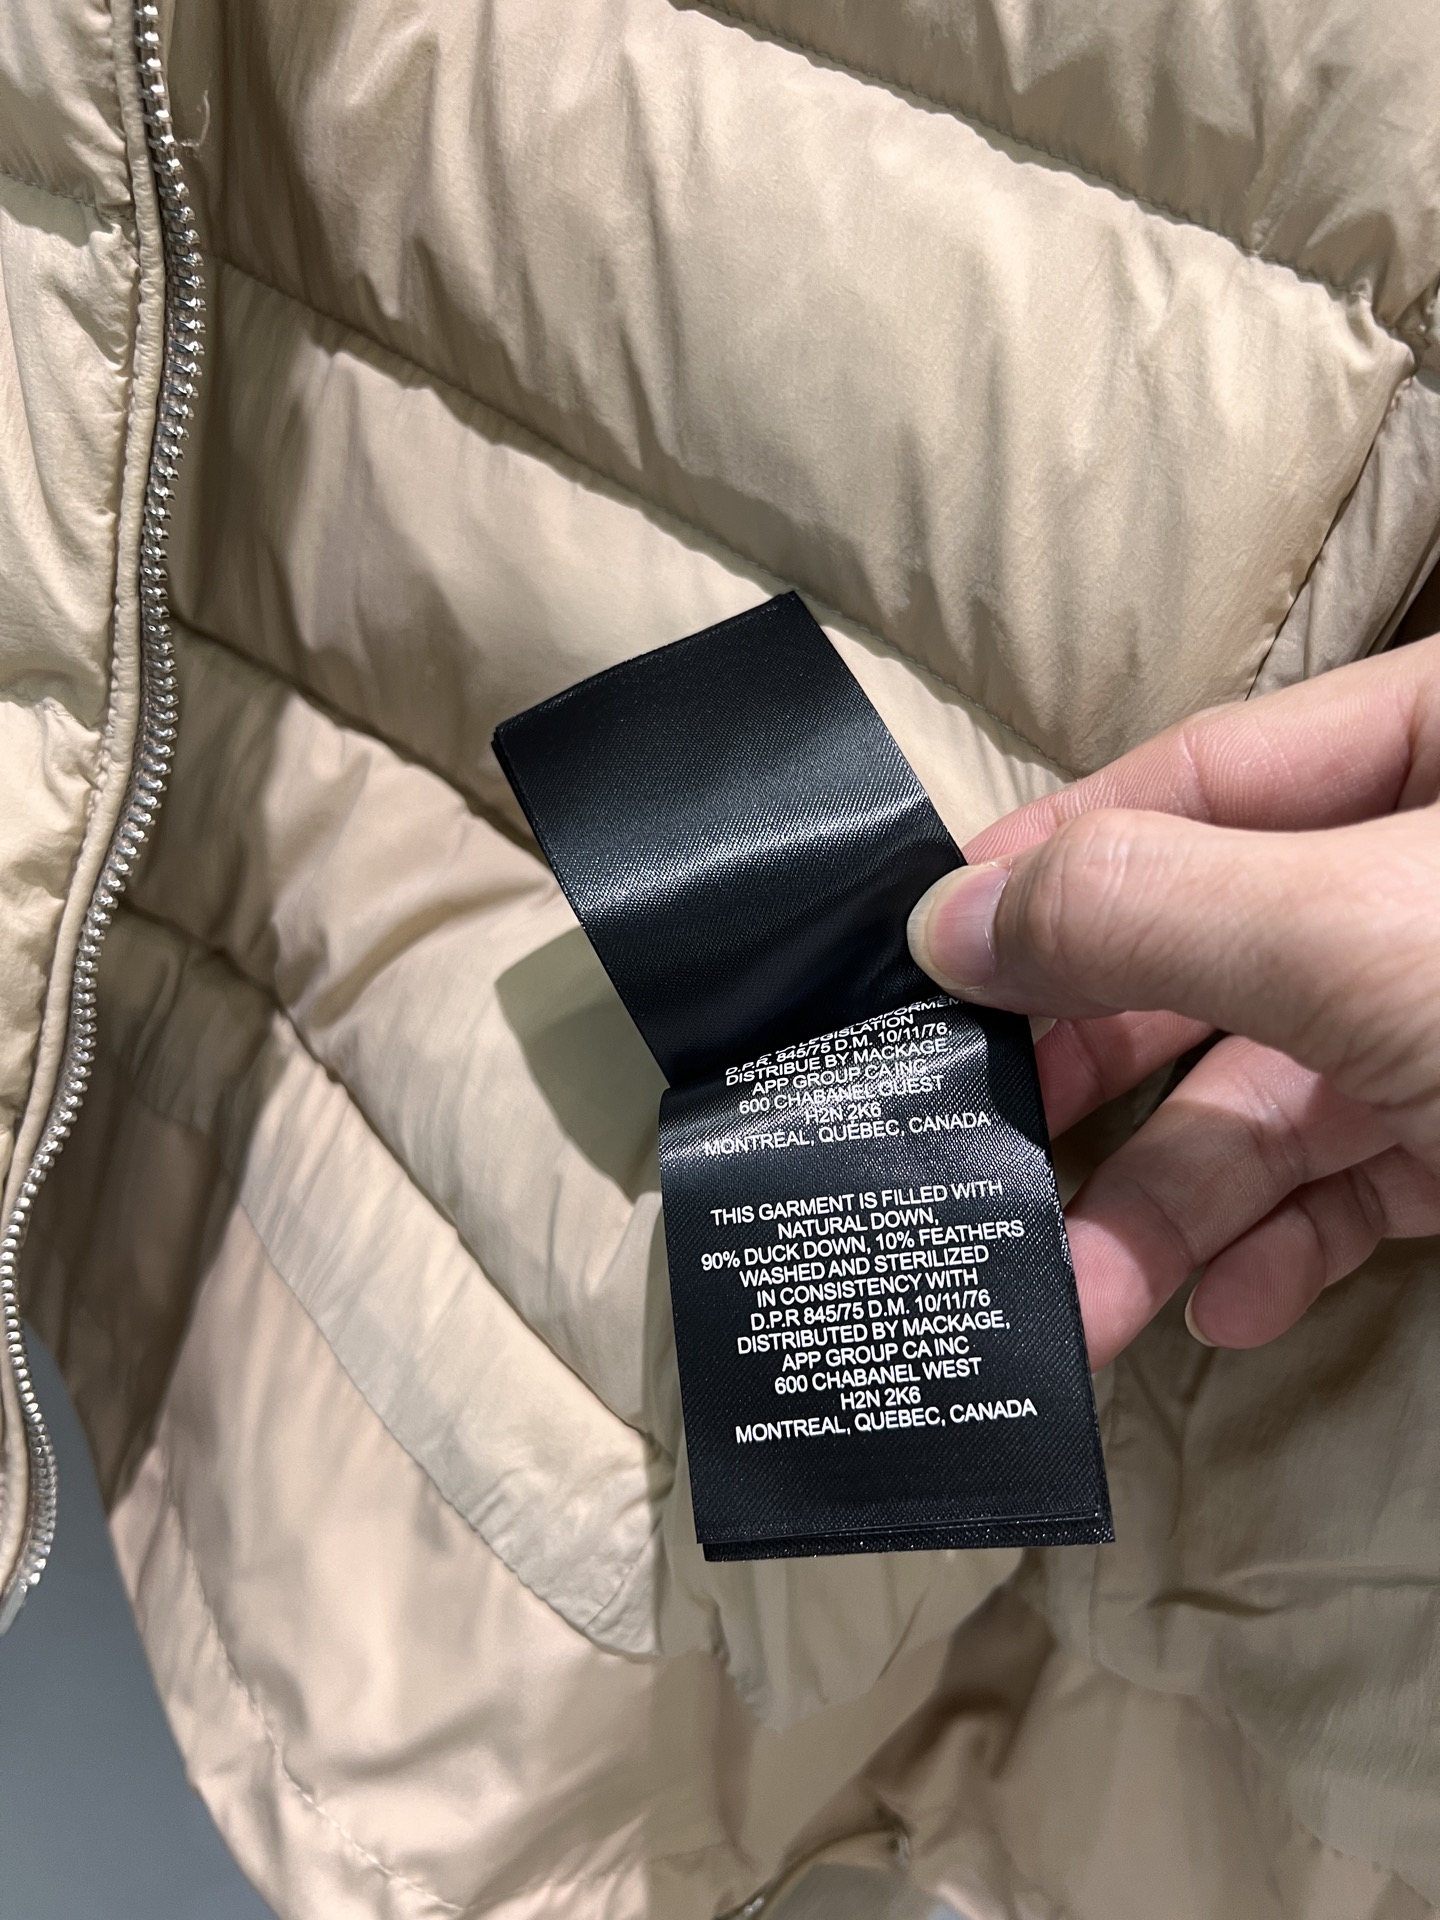 LEGISLATION
D.P.R. 845/75 D.M. 10/11/76,
DISTRIBUE BY MACKAGE,
APP GROUP CA INC
600 CHABANEL OUEST
H2N 2K6
MONTREAL, QUÉBEC, CANADA
THIS GARMENT IS FILLED WITH
NATURAL DOWN,
90% DUCK DOWN, 10% FEATHERS
WASHED AND STERILIZED
IN CONSISTENCY WITH
D.P.R 845/75 D.M. 10/11/76
DISTRIBUTED BY MACKAGE,
APP GROUP CA INC
600 CHABANEL WEST
H2N 2K6
MONTREAL, QUEBEC, CANADA